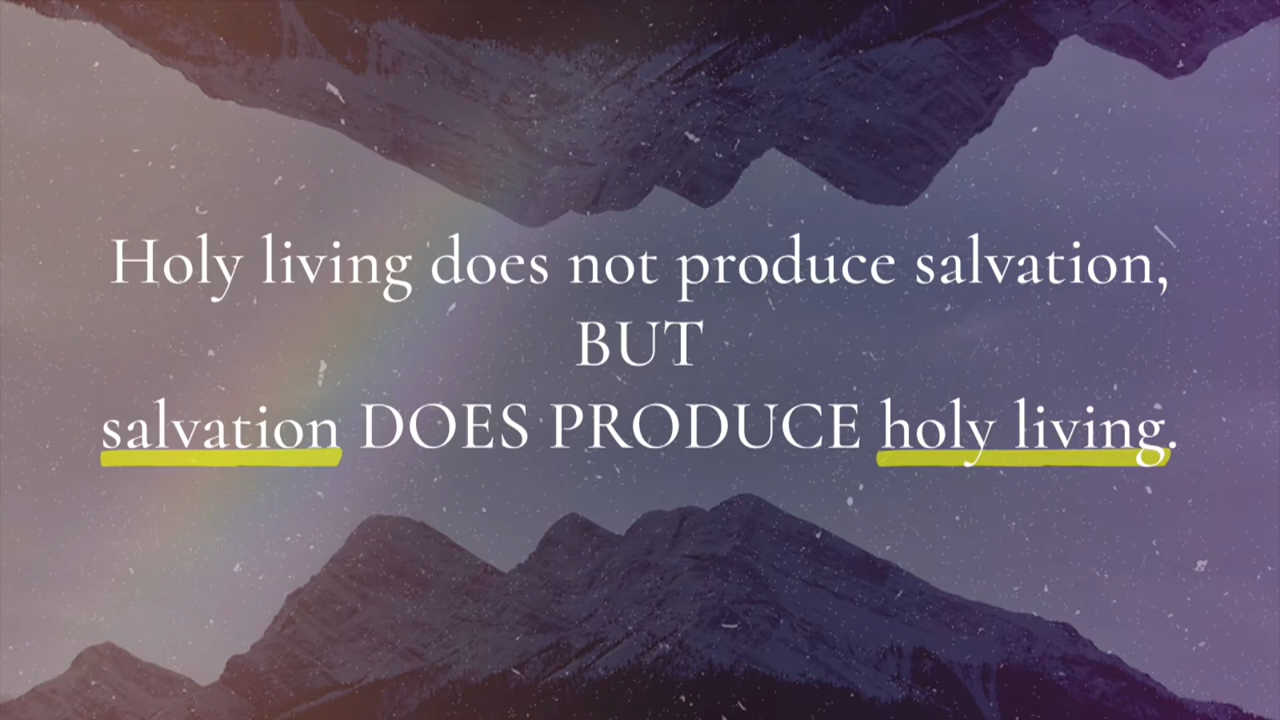 Holy living does not produce salvation,
BUT
salvation DOES PRODUCE holy living.